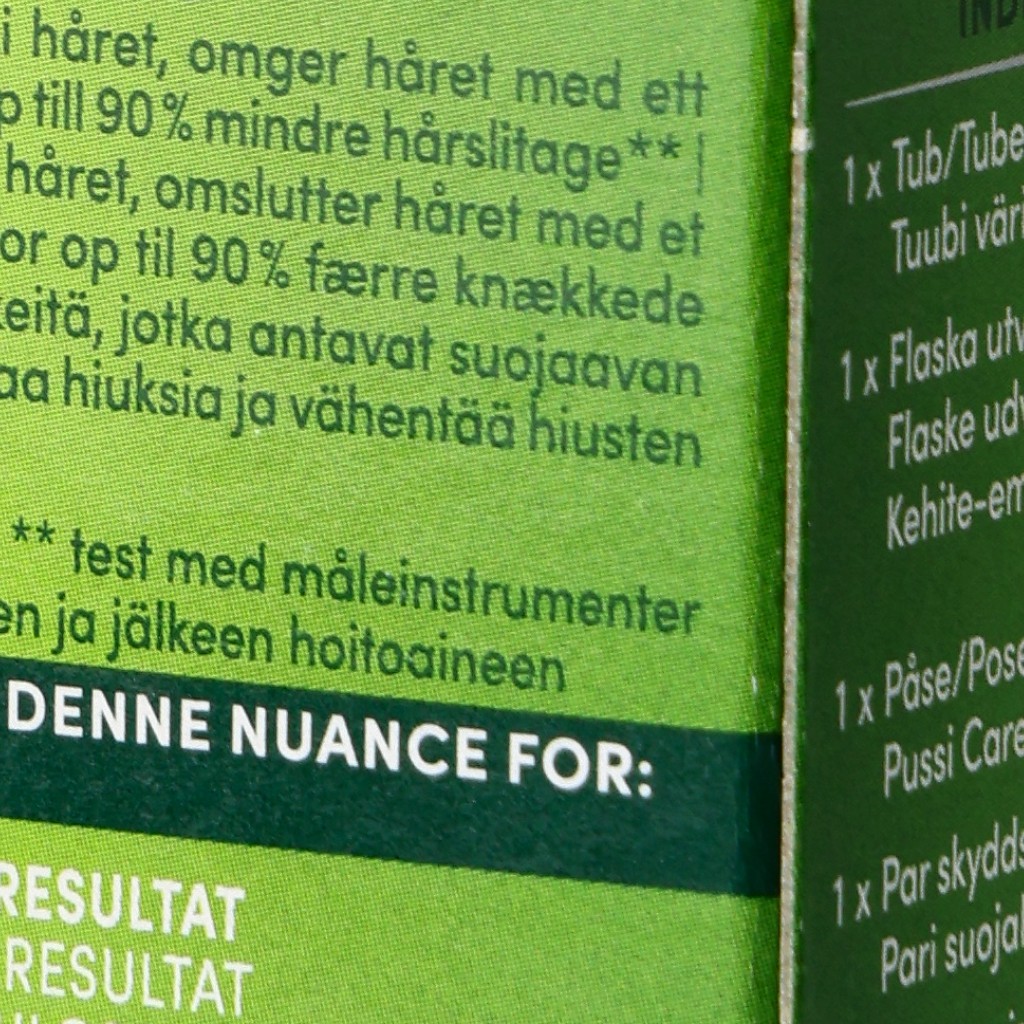 i håret, omger håret med ett
till 90% mindre hårslitage** |
håret, omslutter håret med et
or op til 90% færre knækkede
eitä, jotka antavat suojaavan
aa hiuksia ja vähentää hiusten
** test med måleinstrumenter
en ja jälkeen hoitoaineen
DENNE NUANCE FOR:
RESULTAT
RESULTAT
IND
1 x Tub/Tube
Tuubi väri
1 x Flaska utv
Flaske udv
Kehite-em
1 x Påse/Pose
Pussi Care
1 x Par skydds
Pari suojak